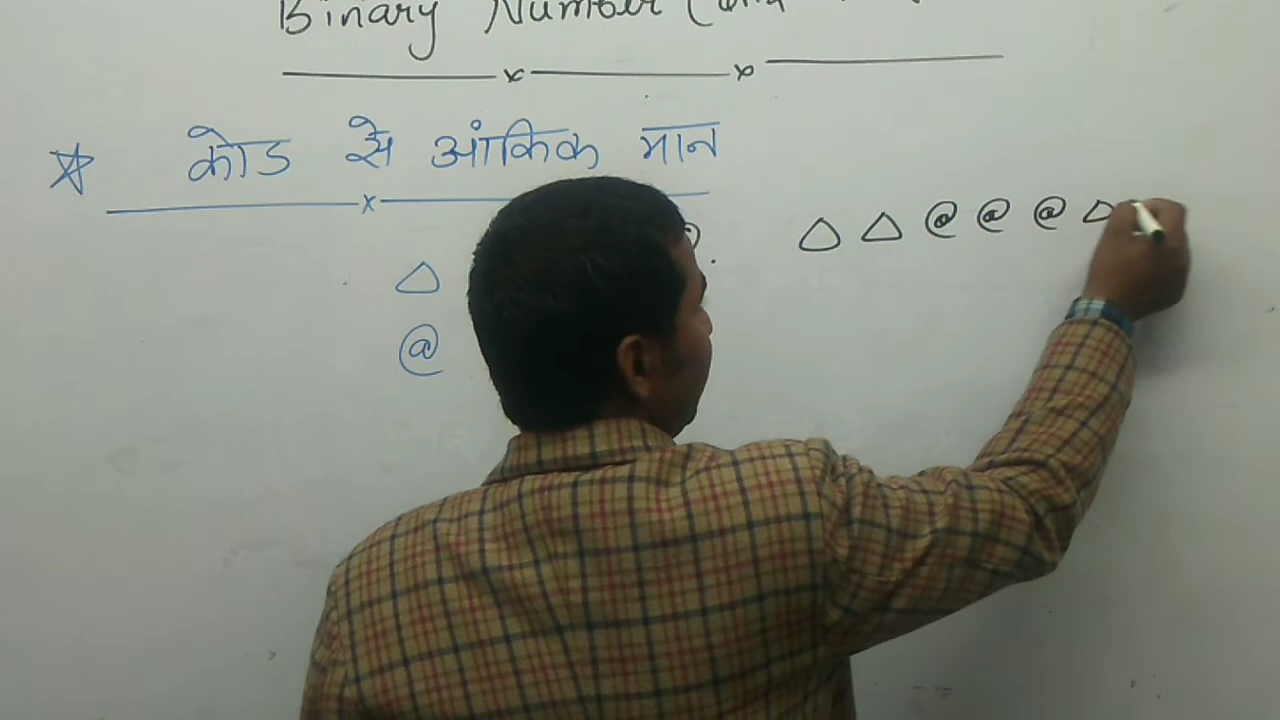 Binary Number (
★ कोड से आंकिक मान
△ △ @ @ @ △
△
@